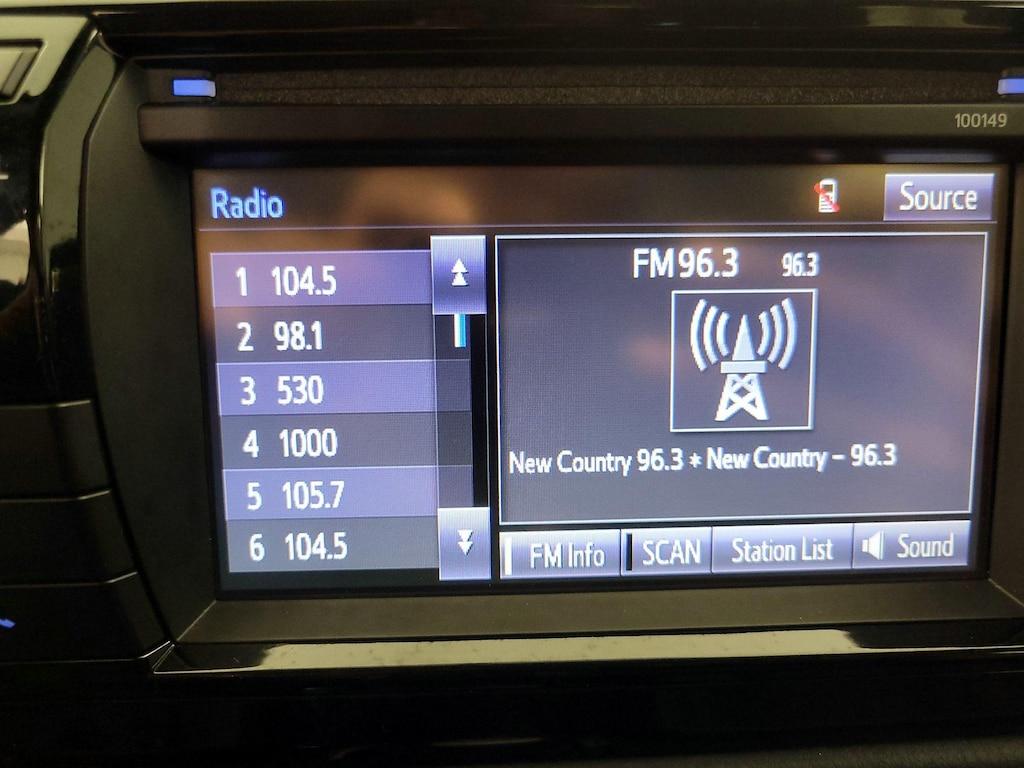 100149
Radio
Source
1 104.5
2 98.1
3 530
4 1000
5 105.7
6 104.5
FM 96.3 96.3
New Country 96.3 * New Country - 96.3
FM Info SCAN Station List Sound